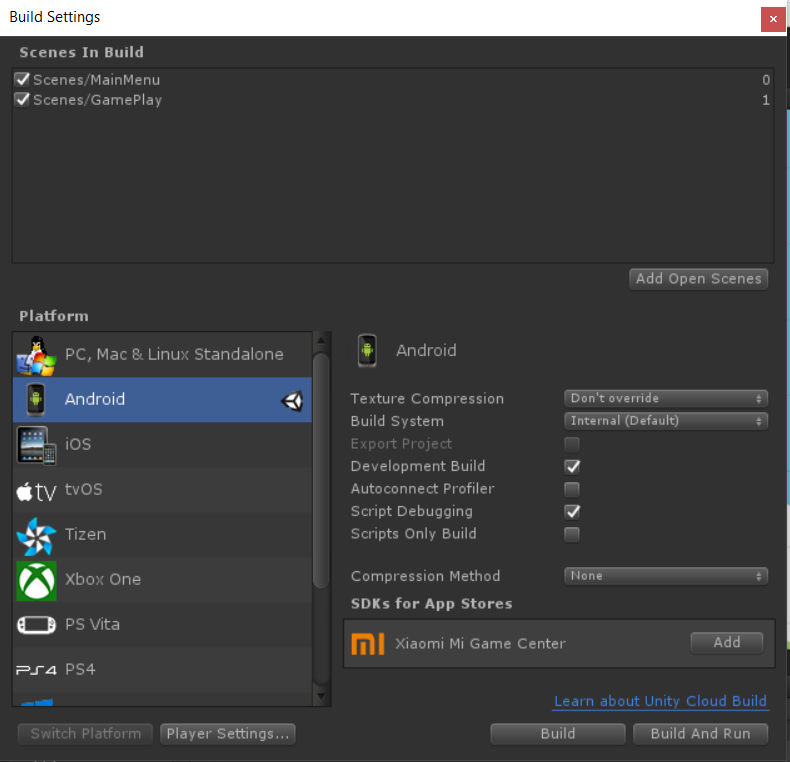 Build Settings
Scenes In Build
Scenes/MainMenu 0
Scenes/GamePlay 1
Add Open Scenes
Platform
PC, Mac & Linux Standalone
Android
iOS
tv tvOS
Tizen
Xbox One
PS Vita
PS4 PS4
Android
Texture Compression Don't override
Build System Internal (Default)
Export Project
Development Build
Autoconnect Profiler
Script Debugging
Scripts Only Build
Compression Method None
SDKs for App Stores
mi Xiaomi Mi Game Center Add
Learn about Unity Cloud Build
Switch Platform Player Settings... Build Build And Run